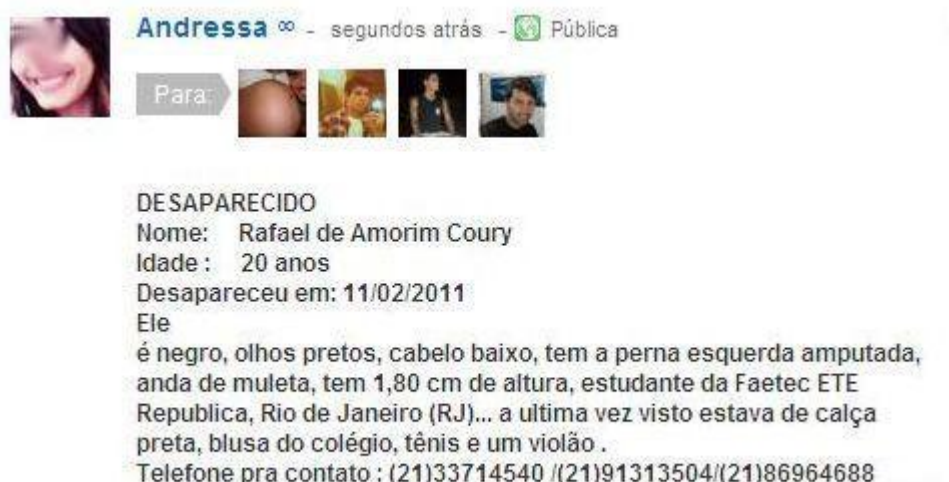 Andressa ∞ - segundos atrás - Pública
Para:
DESAPARECIDO
Nome: Rafael de Amorim Coury
Idade : 20 anos
Desapareceu em: 11/02/2011
Ele
é negro, olhos pretos, cabelo baixo, tem a perna esquerda amputada,
anda de muleta, tem 1,80 cm de altura, estudante da Faetec ETE
Republica, Rio de Janeiro (RJ)... a ultima vez visto estava de calça
preta, blusa do colégio, tênis e um violão .
Telefone pra contato : (21)33714540 /(21)91313504/(21)86964688